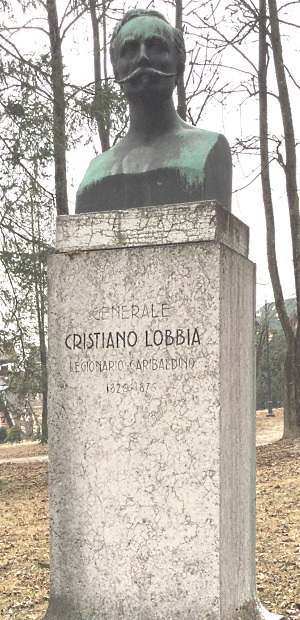 GENERALE
CRISTIANO LOBBIA
LEGIONARIO GARIBALDINO